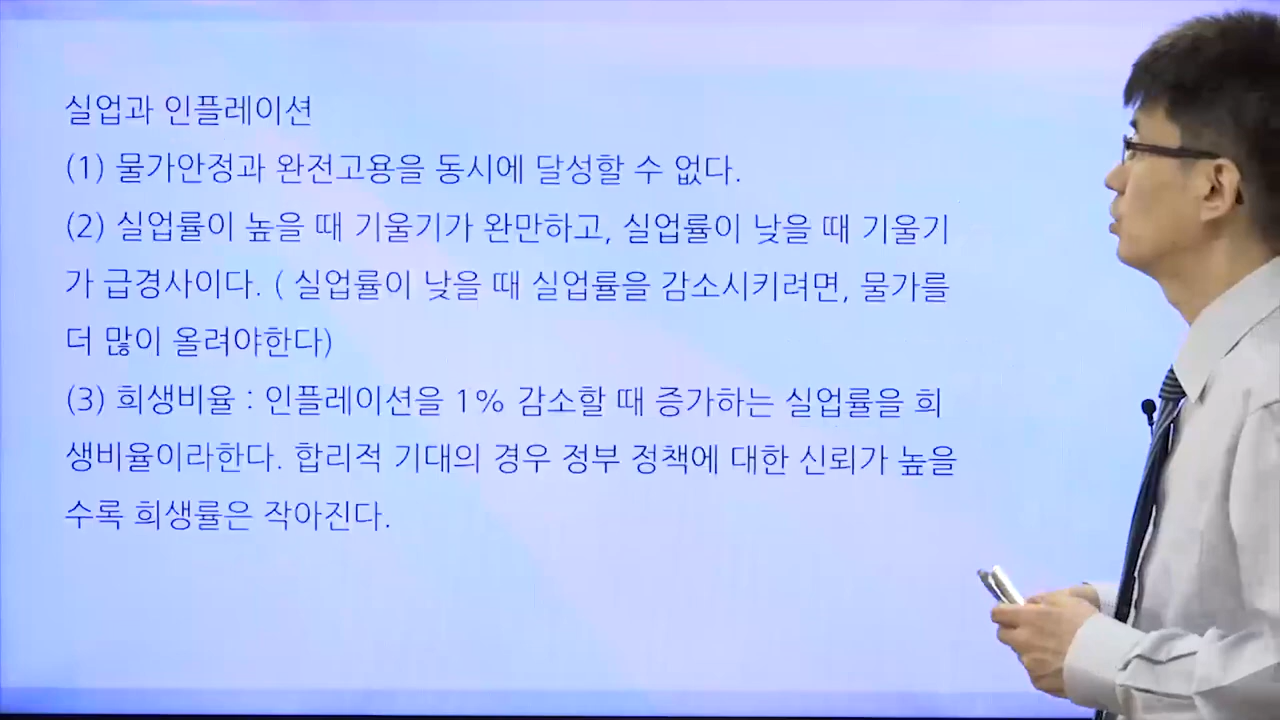 실업과 인플레이션
(1) 물가안정과 완전고용을 동시에 달성할 수 없다.
(2) 실업률이 높을 때 기울기가 완만하고, 실업률이 낮을 때 기울기
가 급경사이다. ( 실업률이 낮을 때 실업률을 감소시키려면, 물가를
더 많이 올려야한다)
(3) 희생비율 : 인플레이션을 1% 감소할 때 증가하는 실업률을 희
생비율이라한다. 합리적 기대의 경우 정부 정책에 대한 신뢰가 높을
수록 희생률은 작아진다.